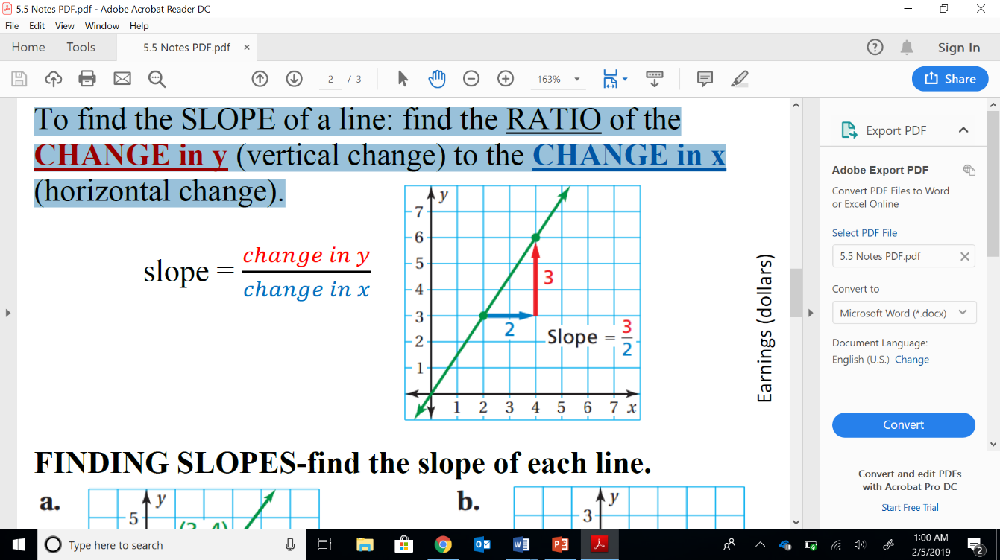 5.5 Notes PDF.pdf - Adobe Acrobat Reader DC
File Edit View Window Help
Home Tools 5.5 Notes PDF.pdf × Sign In
2 / 3 163% Share
To find the SLOPE of a line: find the RATIO of the
CHANGE in y (vertical change) to the CHANGE in x
(horizontal change).
slope = change in y
change in x
y
7
6
5
4
3
2
1
3
2
Slope = 3
2
1 2 3 4 5 6 7 x
Earnings (dollars)
FINDING SLOPES-find the slope of each line.
a.
y
5
b.
y
3
Export PDF
Adobe Export PDF
Convert PDF Files to Word
or Excel Online
Select PDF File
5.5 Notes PDF.pdf
Convert to
Microsoft Word (*.docx)
Document Language:
English (U.S.) Change
Convert
Convert and edit PDFs
with Acrobat Pro DC
Start Free Trial
Type here to search
1:00 AM
2/5/2019
2